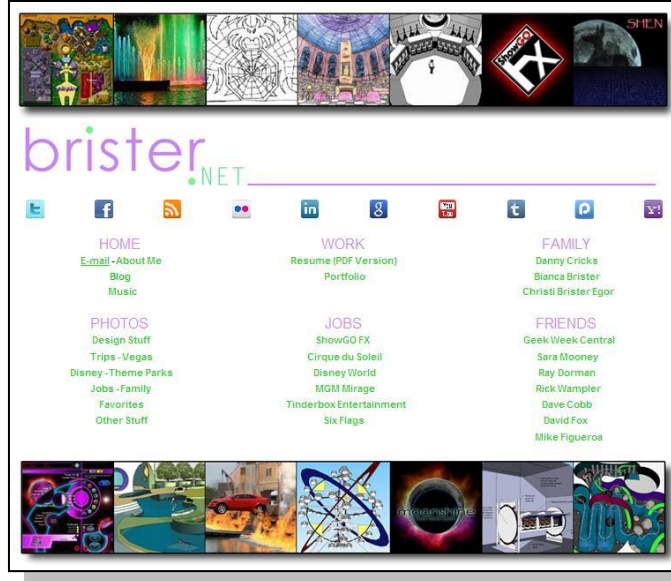 ShowGO
FX
SHEN
brister.NET
HOME
E-mail - About Me
Blog
Music
WORK
Resume (PDF Version)
Portfolio
FAMILY
Danny Cricks
Bianca Brister
Christi Brister Egor
PHOTOS
Design Stuff
Trips - Vegas
Disney - Theme Parks
Jobs - Family
Favorites
Other Stuff
JOBS
ShowGO FX
Cirque du Soleil
Disney World
MGM Mirage
Tinderbox Entertainment
Six Flags
FRIENDS
Geek Week Central
Sara Mooney
Ray Dorman
Rick Wampler
Dave Cobb
David Fox
Mike Figueroa
moonshine